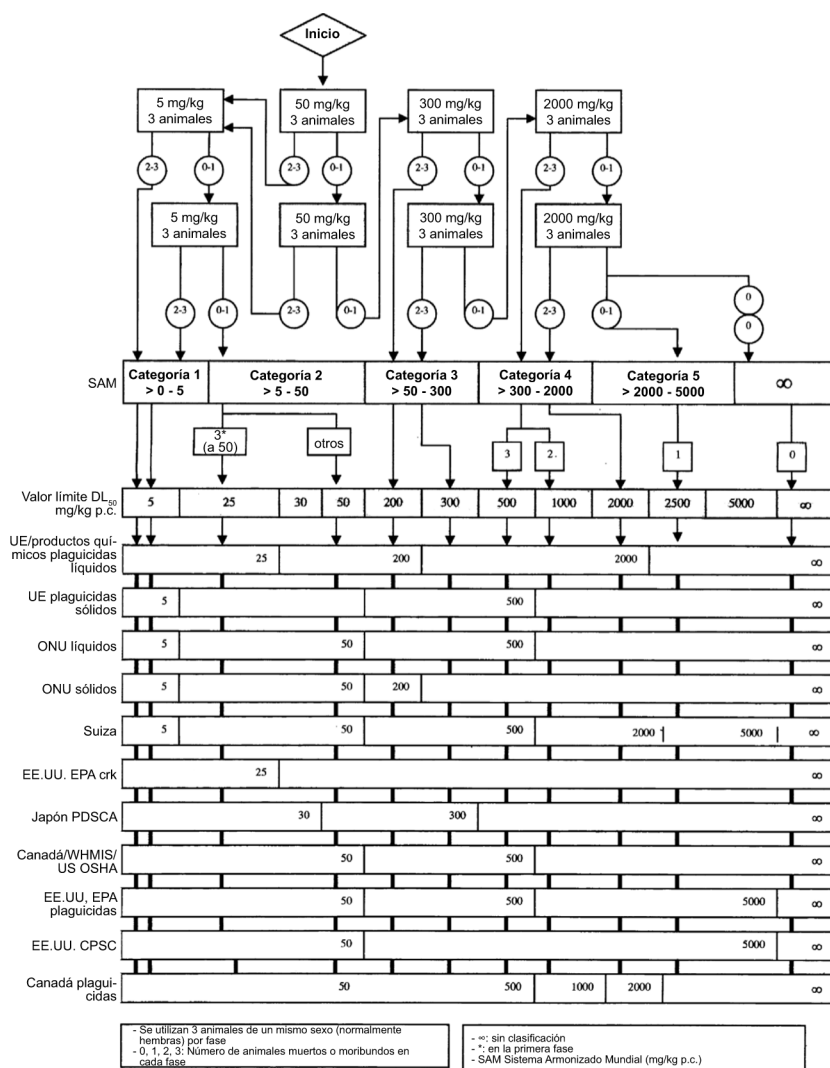 Inicio
5 mg/kg
3 animales
50 mg/kg
3 animales
300 mg/kg
3 animales
2000 mg/kg
3 animales
2-3
0-1
2-3
0-1
2-3
0-1
2-3
0-1
5 mg/kg
3 animales
50 mg/kg
3 animales
300 mg/kg
3 animales
2000 mg/kg
3 animales
2-3
0-1
2-3
0-1
2-3
0-1
2-3
0-1
0
0
SAM
Categoría 1
> 0 - 5
Categoría 2
> 5 - 50
Categoría 3
> 50 - 300
Categoría 4
> 300 - 2000
Categoría 5
> 2000 - 5000
∞
3*
(a 50)
otros
3
2.
1
0
Valor límite DL50
mg/kg p.c.
5 25 30 50 200 300 500 1000 2000 2500 5000 ∞
UE/productos quí-
micos plaguicidas
líquidos
25 200 2000 ∞
UE plaguicidas
sólidos
5 500 ∞
ONU líquidos
5 50 500 ∞
ONU sólidos
5 50 200 ∞
Suiza
5 50 500 2000 5000 ∞
EE.UU. EPA crk
25 ∞
Japón PDSCA
30 300 ∞
Canadá/WHMIS/
US OSHA
50 500 ∞
EE.UU, EPA
plaguicidas
50 500 5000 ∞
EE.UU. CPSC
50 5000 ∞
Canadá plagui-
cidas
50 500 1000 2000 ∞
- Se utilizan 3 animales de un mismo sexo (normalmente
hembras) por fase
- 0, 1, 2, 3: Número de animales muertos o moribundos en
cada fase
- ∞: sin clasificación
- *: en la primera fase
- SAM Sistema Armonizado Mundial (mg/kg p.c.)